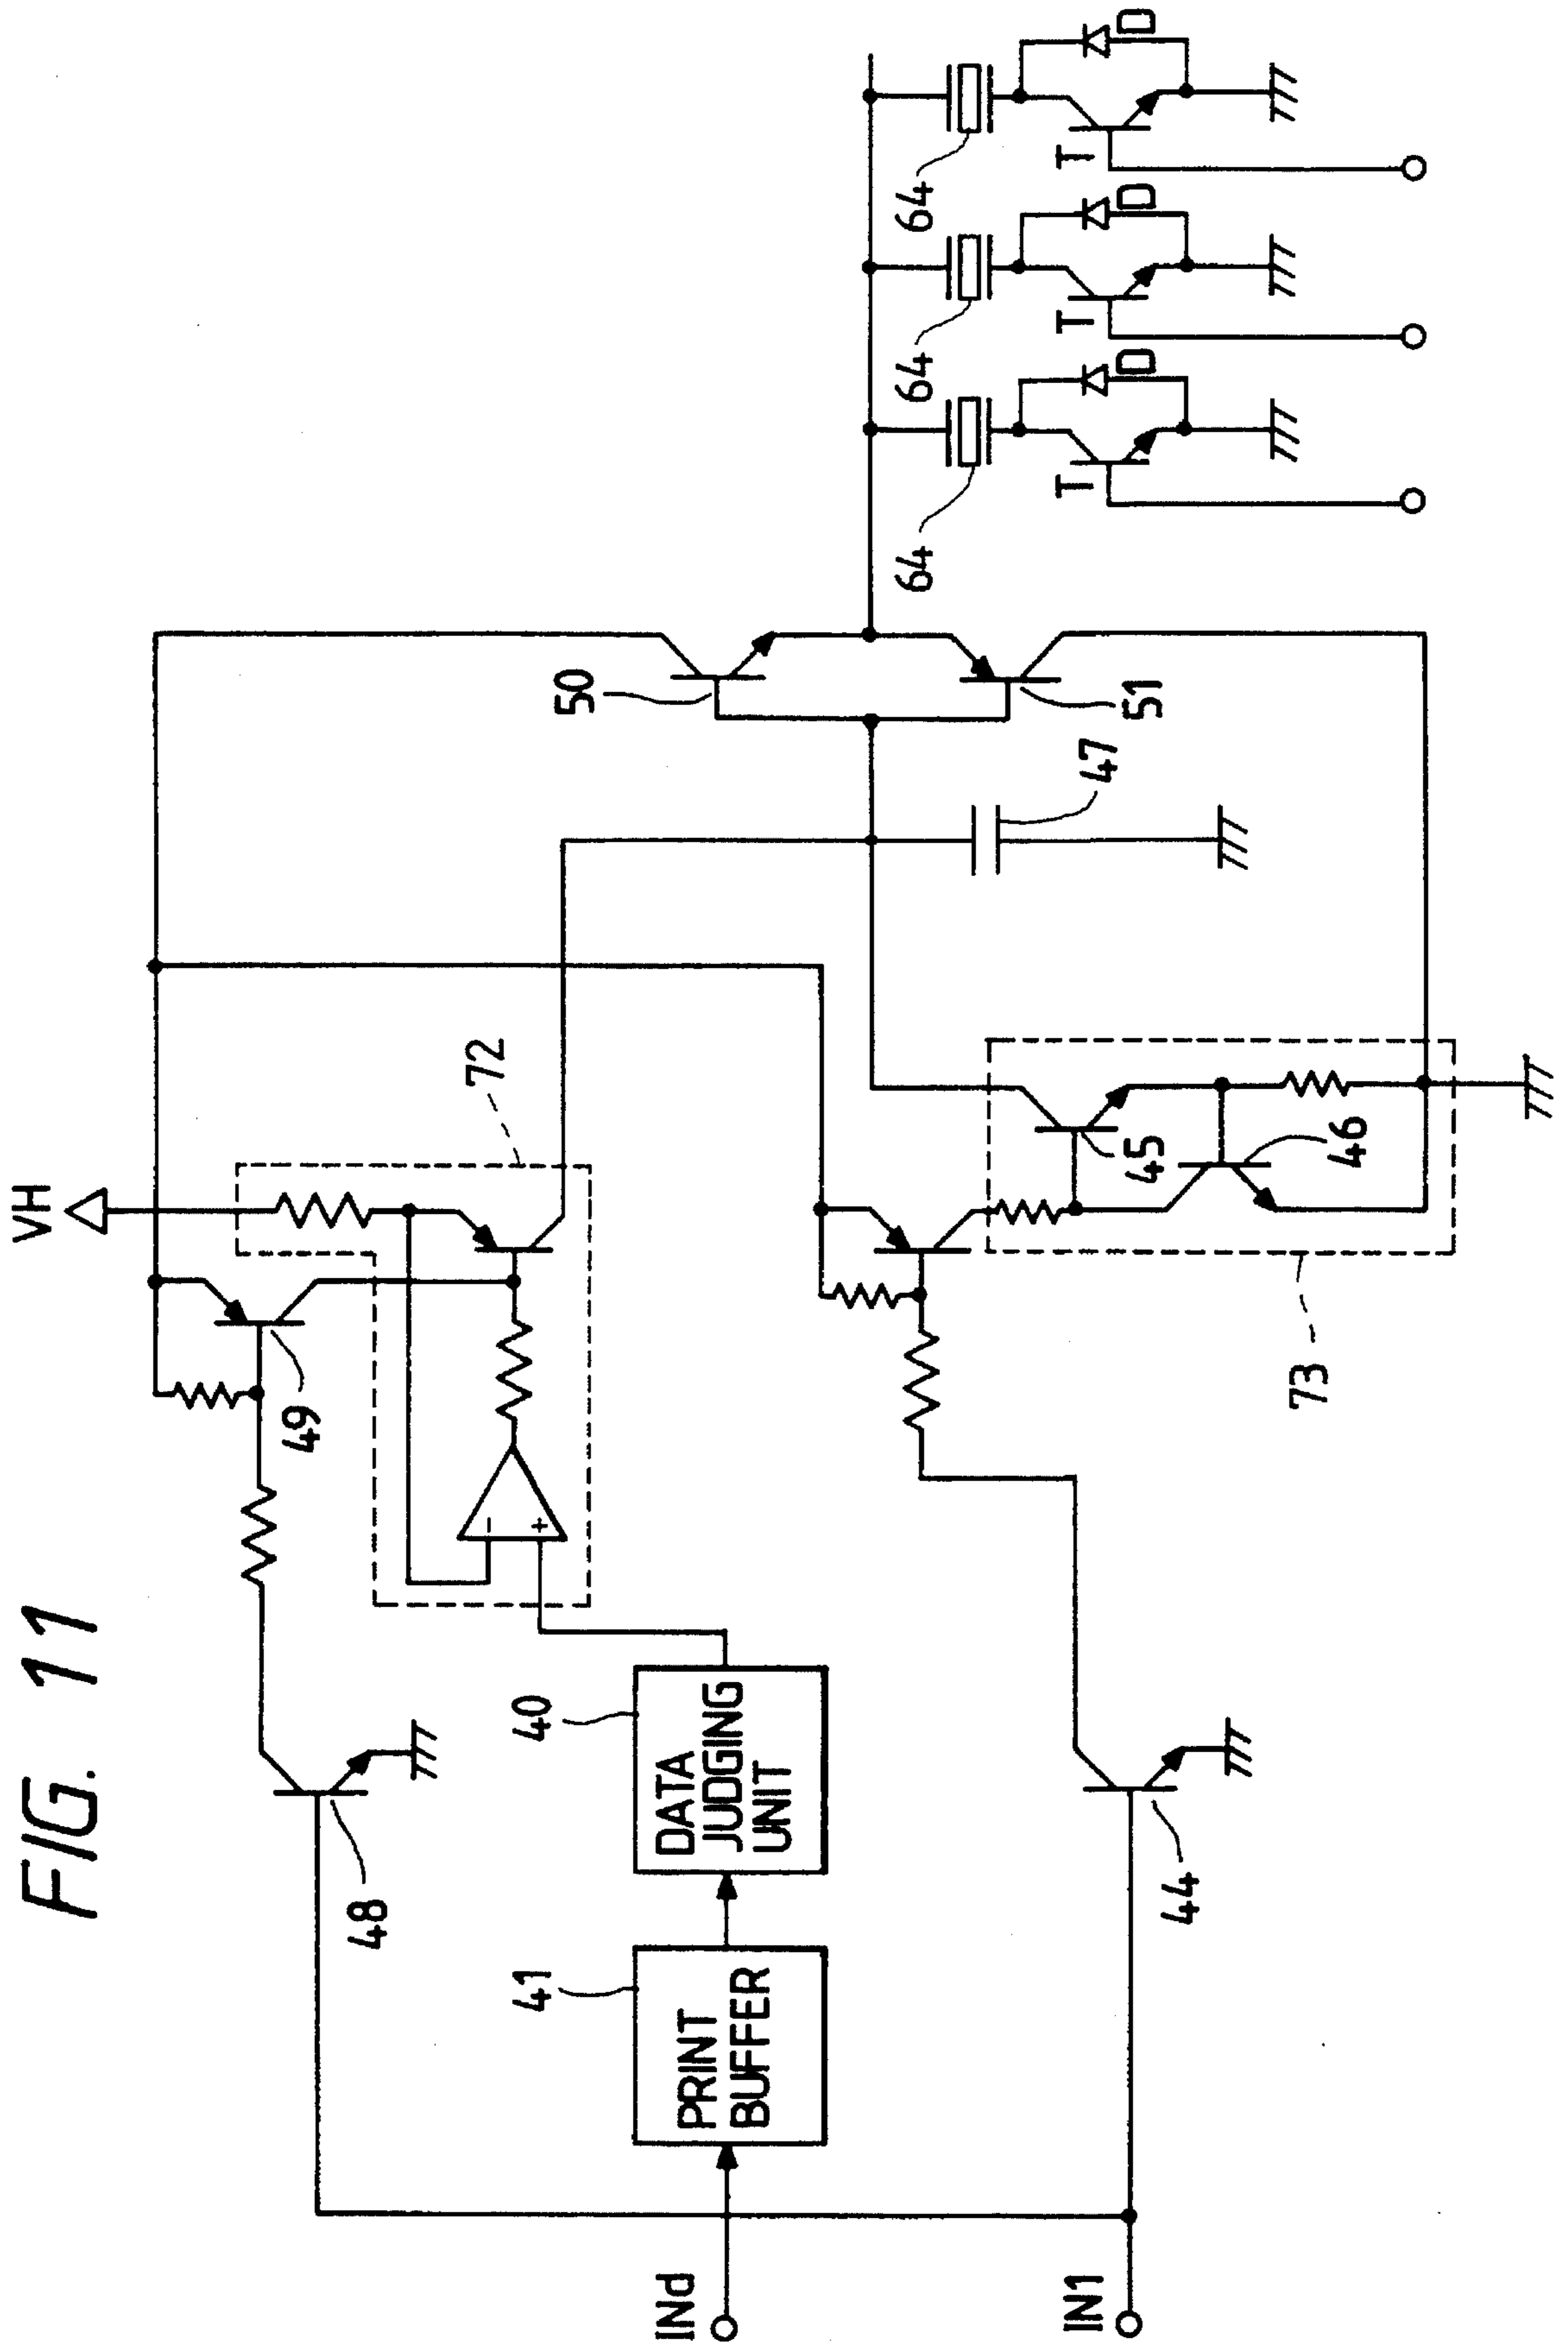 FIG. 11
VH
72
49
48
40
DATA
JUDGING
UNIT
41
PRINT
BUFFER
INd
IN1
44
73
45
46
47
50
51
64
64
64
T
T
T
D
D
D